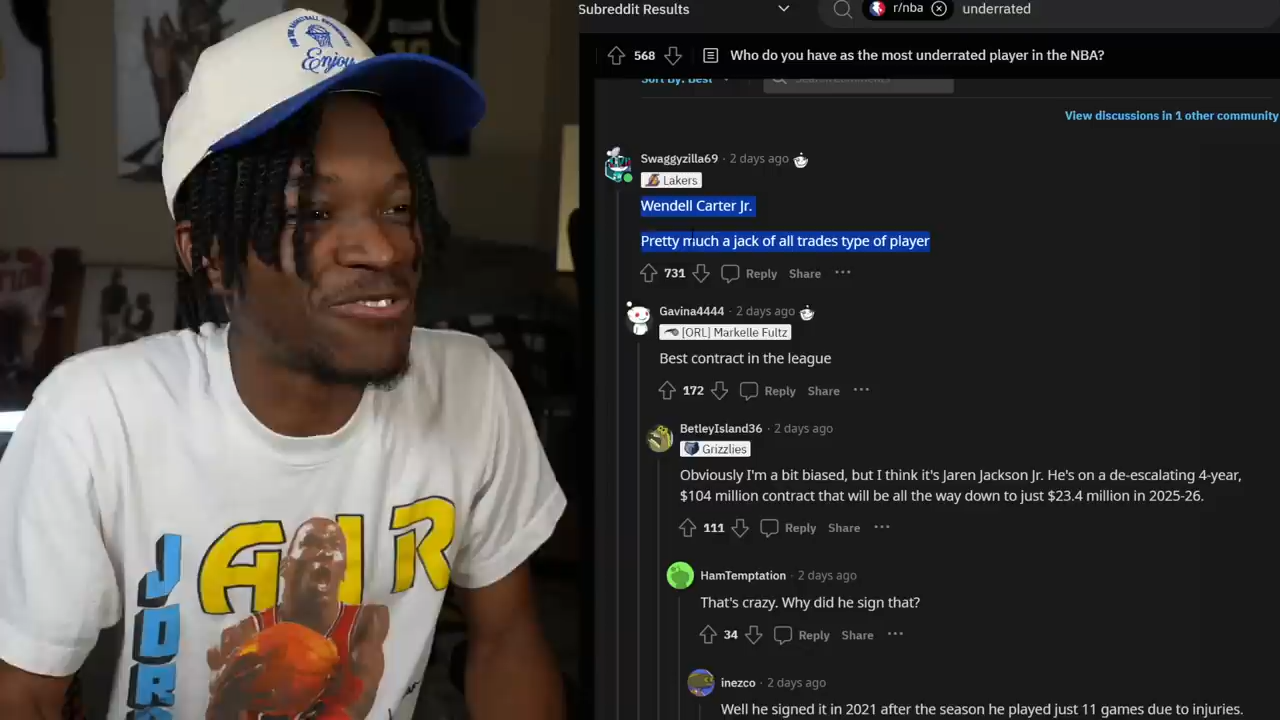 Subreddit Results
r/nba
underrated
568
Who do you have as the most underrated player in the NBA?
Sort by: Best
Search comments
View discussions in 1 other community
Swaggyzilla69 · 2 days ago
Lakers
Wendell Carter Jr.
Pretty much a jack of all trades type of player
731 Reply Share ···
Gavina4444 · 2 days ago
[ORL] Markelle Fultz
Best contract in the league
172 Reply Share ···
BetleyIsland36 · 2 days ago
Grizzlies
Obviously I'm a bit biased, but I think it's Jaren Jackson Jr. He's on a de-escalating 4-year,
$104 million contract that will be all the way down to just $23.4 million in 2025-26.
111 Reply Share ···
HamTemptation · 2 days ago
That's crazy. Why did he sign that?
34 Reply Share ···
inezco · 2 days ago
Well he signed it in 2021 after the season he played just 11 games due to injuries.
Enjoy
AIR
JOR